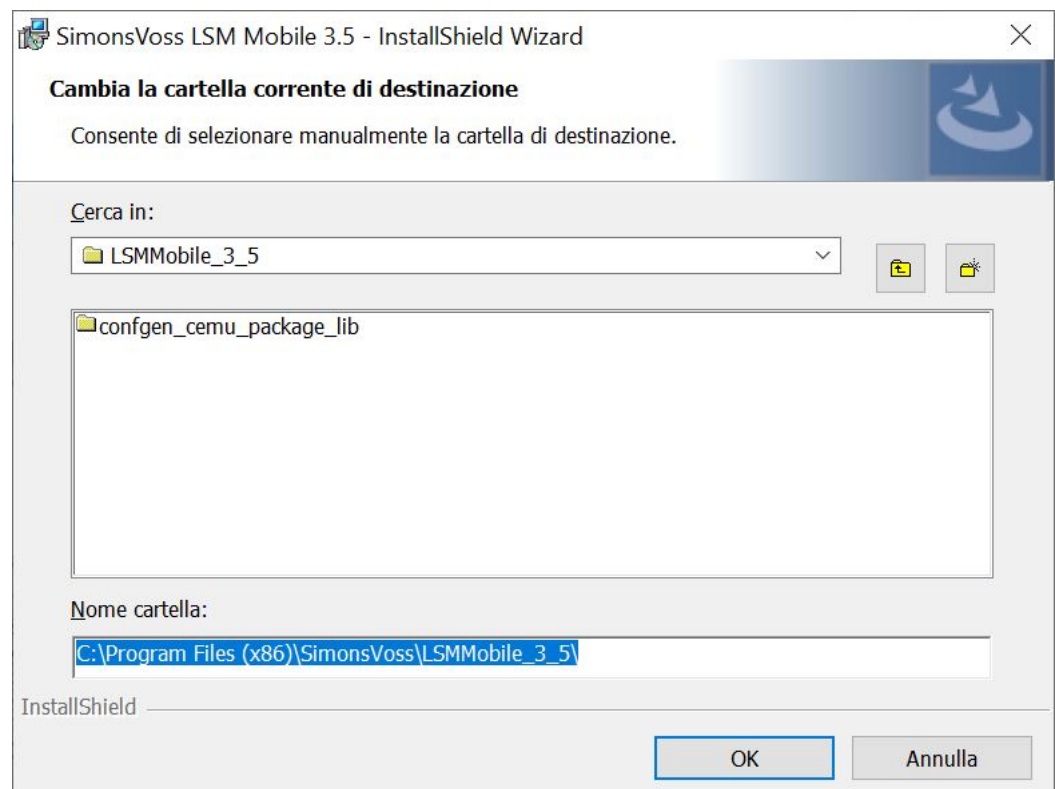 SimonsVoss LSM Mobile 3.5 - InstallShield Wizard
Cambia la cartella corrente di destinazione
Consente di selezionare manualmente la cartella di destinazione.
Cerca in:
LSMMobile_3_5
confgen_cemu_package_lib
Nome cartella:
C:\Program Files (x86)\SimonsVoss\LSMMobile_3_5\
InstallShield
OK
Annulla